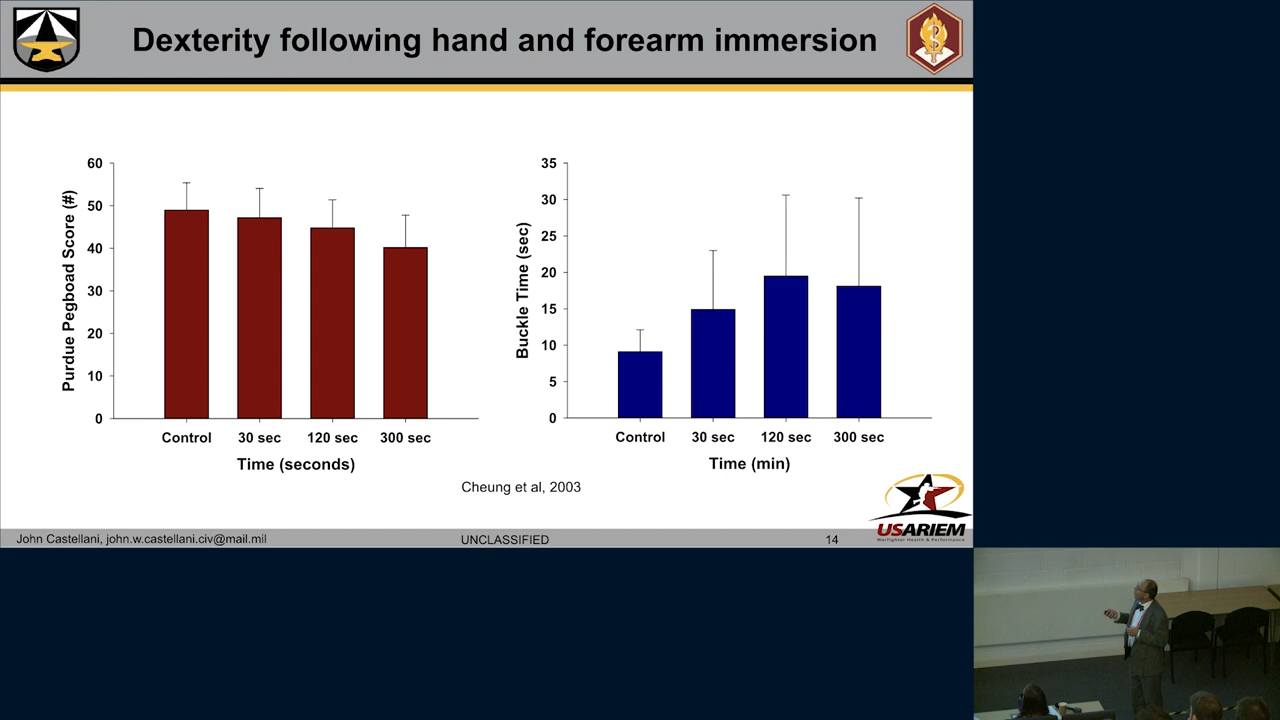 Dexterity following hand and forearm immersion
Purdue Pegboad Score (#)
60
50
40
30
20
10
0
Control 30 sec 120 sec 300 sec
Time (seconds)
Buckle Time (sec)
35
30
25
20
15
10
5
0
Control 30 sec 120 sec 300 sec
Time (min)
Cheung et al, 2003
USARIEM
Warfighter Health & Performance
John Castellani, john.w.castellani.civ@mail.mil UNCLASSIFIED 14